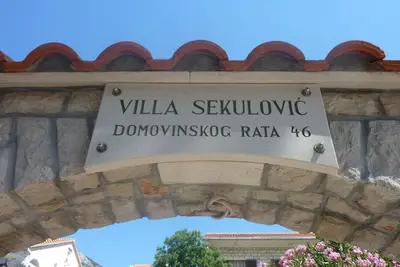 VILLA SEKULOVIĆ
DOMOVINSKOG RATA 46